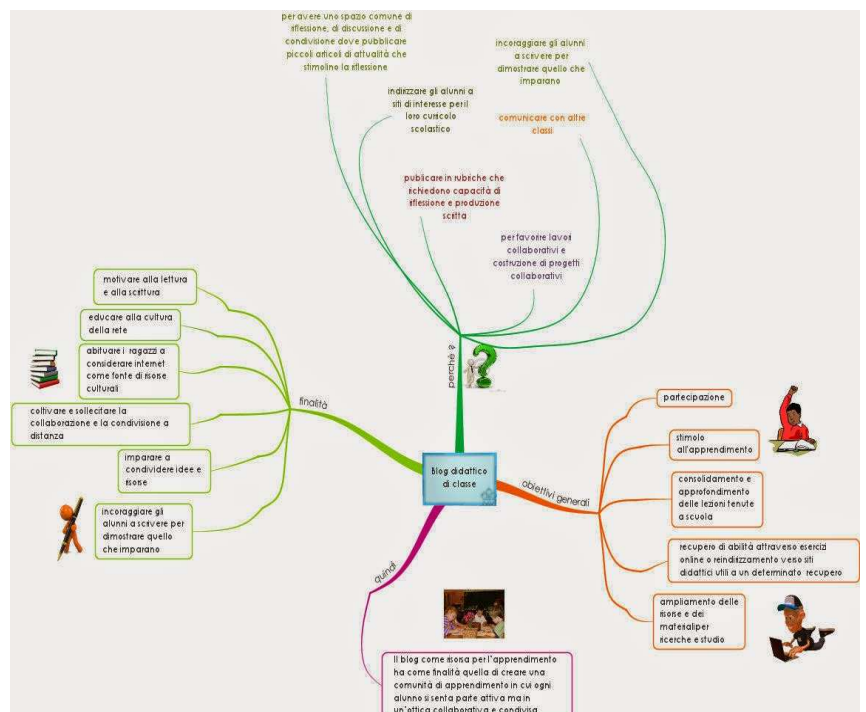 per avere uno spazio comune di
riflessione, di discussione e di
condivisione dove pubblicare
piccoli articoli di attualità che
stimolino la riflessione
incoraggiare gli alunni
a scrivere per
dimostrare quello che
imparano
indirizzare gli alunni a
siti di interesse per il
loro curricolo
scolastico
comunicare con altre
classi
publicare in rubriche che
richiedono capacità di
riflessione e produzione
scritta
per favorire lavori
collaborativi e
costruzione di progetti
collaborativi
perchè ?
motivare alla lettura
e alla scrittura
educare alla cultura
della rete
abituare i ragazzi a
considerare internet
come fonte di risorse
culturali
coltivare e sollecitare la
collaborazione e la condivisione a
distanza
imparare a
condividere idee e
risorse
incoraggire gli
alunni a scrivere per
dimostrare quello
che imparano
finalità
Blog didattico
di classe
obiettivi generali
partecipazione
stimolo
all'apprendimento
consolidamento e
approfondimento
delle lezioni tenute
a scuola
recupero di abilità attraverso esercizi
online o reindirizzamento verso siti
didattici utili a un determinato recupero
ampliamento delle
risorse e dei
materialiper
ricerche e studio
quindi
Il blog come risorsa per l'apprendimento
ha come finalità quella di creare una
comunità di apprendimento in cui ogni
alunno si senta parte attiva ma in
un'ottica collaborativa e condivisa